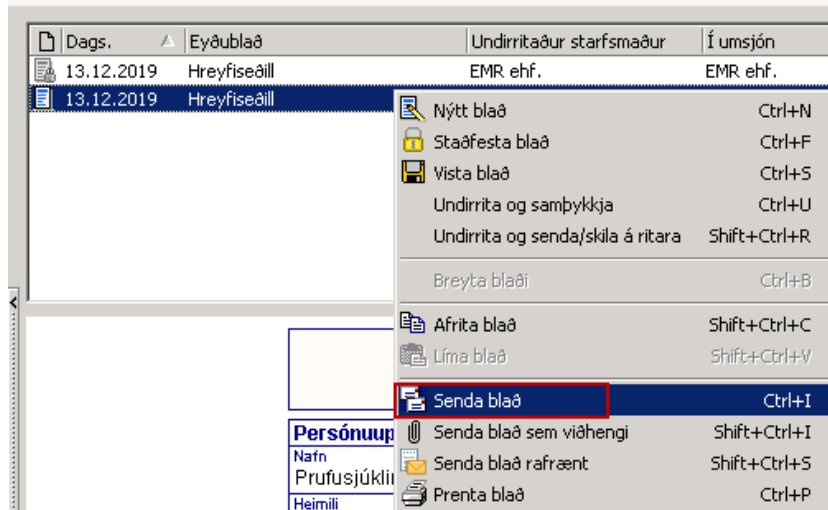 Dags. Eyðublað Undirritaður starfsmaður Í umsjón
13.12.2019 Hreyfiseðill EMR ehf. EMR ehf.
13.12.2019 Hreyfiseðill
Nýtt blað Ctrl+N
Staðfesta blað Ctrl+F
Vista blað Ctrl+S
Undirrita og samþykkja Ctrl+U
Undirrita og senda/skila á ritara Shift+Ctrl+R
Breyta blaði Ctrl+B
Afrita blað Shift+Ctrl+C
Líma blað Shift+Ctrl+V
Senda blað Ctrl+I
Senda blað sem viðhengi Shift+Ctrl+I
Senda blað rafrænt Shift+Ctrl+S
Prenta blað Ctrl+P
Persónuup
Nafn
Prufusjúkli
Heimili